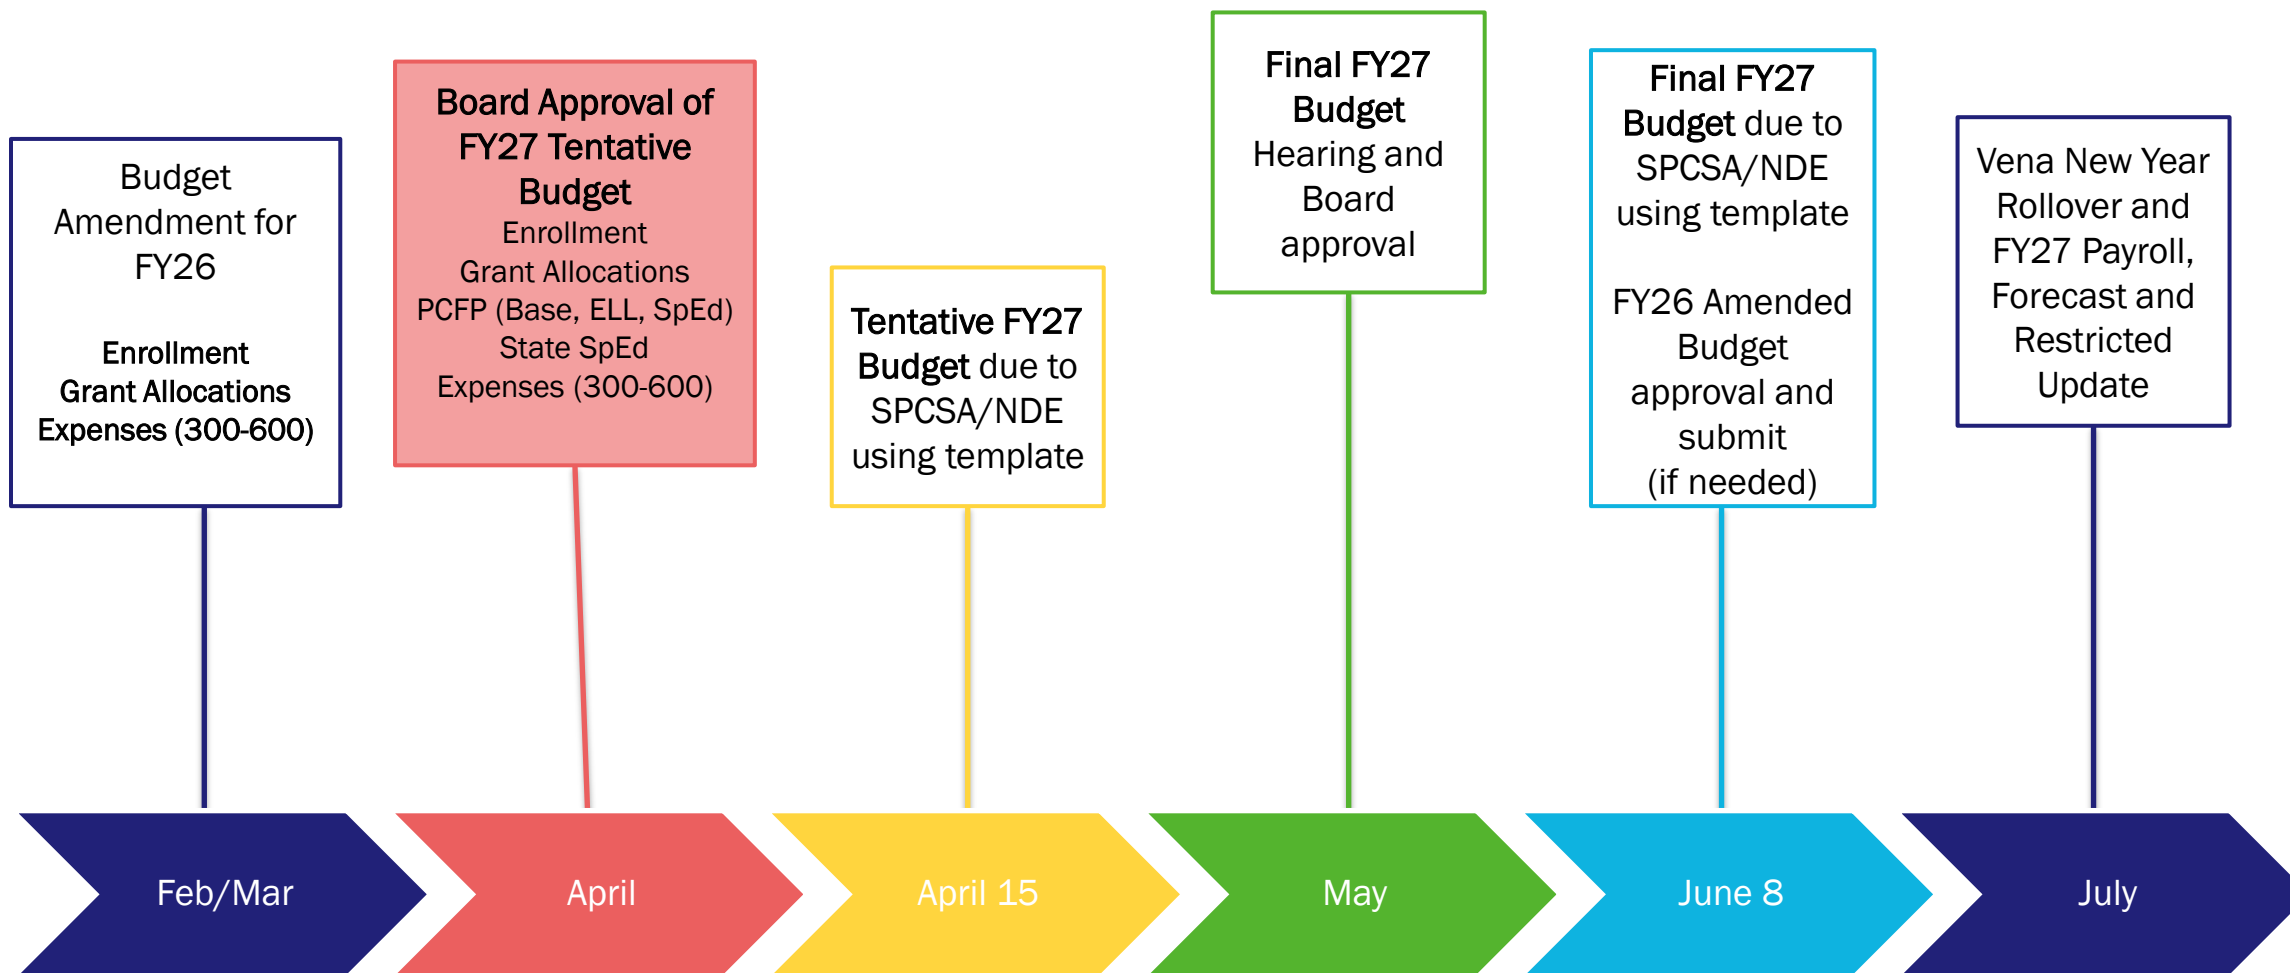 Budget
Amendment for
FY26
Enrollment
Grant Allocations
Expenses (300-600)
Board Approval of
FY27 Tentative
Budget
Enrollment
Grant Allocations
PCFP (Base, ELL, SpEd)
State SpEd
Expenses (300-600)
Tentative FY27
Budget due to
SPCSA/NDE
using template
Final FY27
Budget
Hearing and
Board
approval
Final FY27
Budget due to
SPCSA/NDE
using template
FY26 Amended
Budget
approval and
submit
(if needed)
Vena New Year
Rollover and
FY27 Payroll,
Forecast and
Restricted
Update
Feb/Mar
April
April 15
May
June 8
July